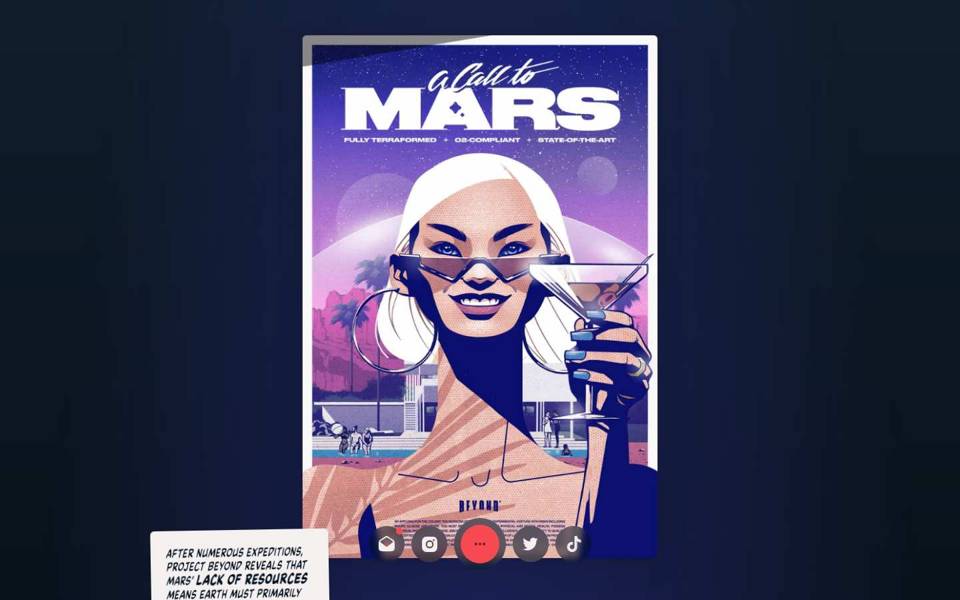 a Call to
MARS
FULLY TERRAFORMED + O2-COMPLIANT + STATE-OF-THE-ART
BEYOND
AFTER NUMEROUS EXPEDITIONS,
PROJECT BEYOND REVEALS THAT
MARS' LACK OF RESOURCES
MEANS EARTH MUST PRIMARILY